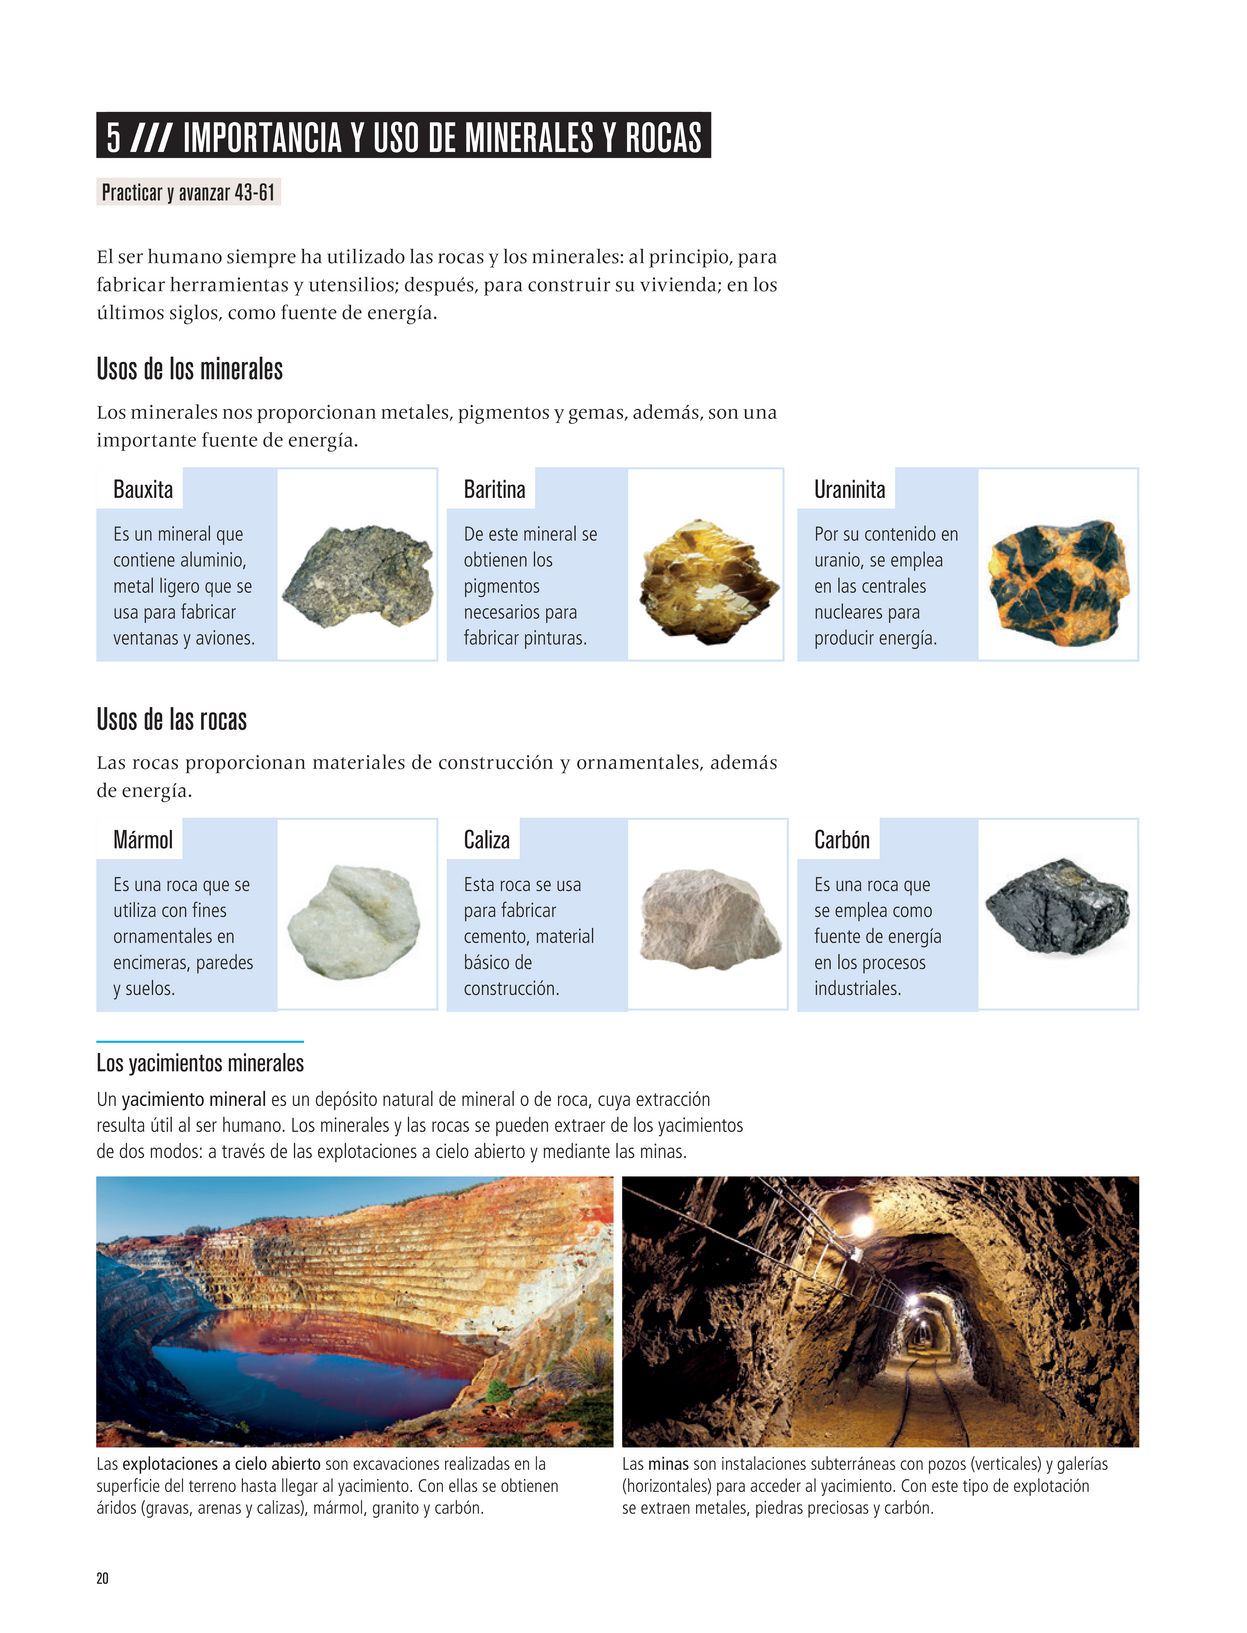 5 /// IMPORTANCIA Y USO DE MINERALES Y ROCAS
Practicar y avanzar 43-61
El ser humano siempre ha utilizado las rocas y los minerales: al principio, para
fabricar herramientas y utensilios; después, para construir su vivienda; en los
últimos siglos, como fuente de energía.
Usos de los minerales
Los minerales nos proporcionan metales, pigmentos y gemas, además, son una
importante fuente de energía.
Bauxita
Es un mineral que
contiene aluminio,
metal ligero que se
usa para fabricar
ventanas y aviones.
Baritina
De este mineral se
obtienen los
pigmentos
necesarios para
fabricar pinturas.
Uraninita
Por su contenido en
uranio, se emplea
en las centrales
nucleares para
producir energía.
Usos de las rocas
Las rocas proporcionan materiales de construcción y ornamentales, además
de energía.
Mármol
Es una roca que se
utiliza con fines
ornamentales en
encimeras, paredes
y suelos.
Caliza
Esta roca se usa
para fabricar
cemento, material
básico de
construcción.
Carbón
Es una roca que
se emplea como
fuente de energía
en los procesos
industriales.
Los yacimientos minerales
Un yacimiento mineral es un depósito natural de mineral o de roca, cuya extracción
resulta útil al ser humano. Los minerales y las rocas se pueden extraer de los yacimientos
de dos modos: a través de las explotaciones a cielo abierto y mediante las minas.
Las explotaciones a cielo abierto son excavaciones realizadas en la
superficie del terreno hasta llegar al yacimiento. Con ellas se obtienen
áridos (gravas, arenas y calizas), mármol, granito y carbón.
Las minas son instalaciones subterráneas con pozos (verticales) y galerías
(horizontales) para acceder al yacimiento. Con este tipo de explotación
se extraen metales, piedras preciosas y carbón.
20